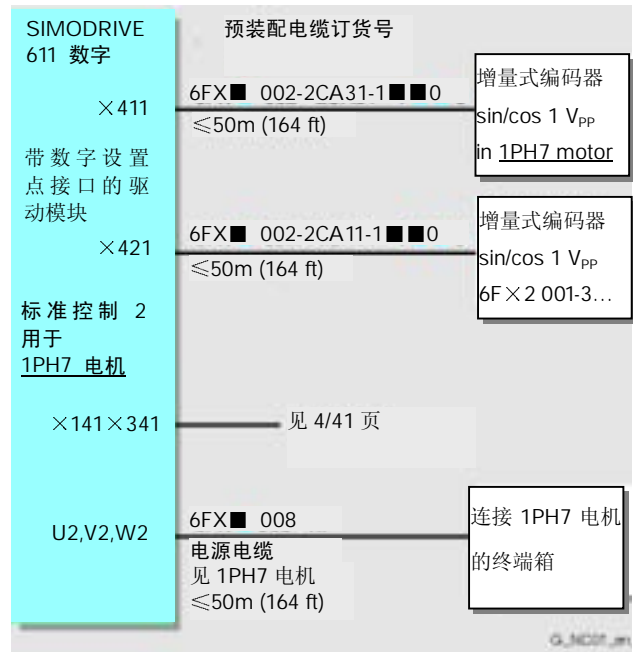 SIMODRIVE
611 数字
预装配电缆订货号
×411
6FX■ 002-2CA31-1■■0
≤50m (164 ft)
增量式编码器
sin/cos 1 VPP
in 1PH7 motor
带数字设置
点接口的驱
动模块
×421
6FX■ 002-2CA11-1■■0
≤50m (164 ft)
增量式编码器
sin/cos 1 VPP
6F×2 001-3…
标准控制 2
用于
1PH7 电机
×141×341
见 4/41 页
U2,V2,W2
6FX■ 008
电源电缆
见 1PH7 电机
≤50m (164 ft)
连接 1PH7 电机
的终端箱
G_NC01_en